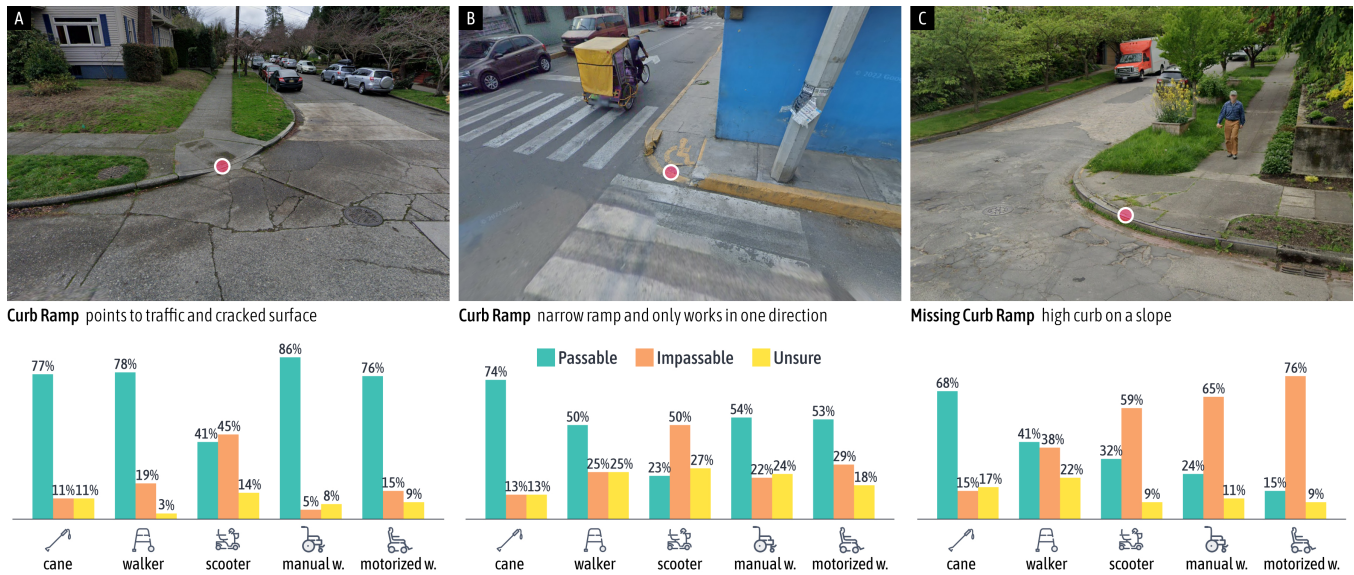 A
B
C
Curb Ramp points to traffic and cracked surface
Curb Ramp narrow ramp and only works in one direction
Missing Curb Ramp high curb on a slope
Passable Impassable Unsure
77% 11% 11% 78% 19% 3% 41% 45% 14% 86% 5% 8% 76% 15% 9%
cane walker scooter manual w. motorized w.
74% 13% 13% 50% 25% 25% 23% 50% 27% 54% 22% 24% 53% 29% 18%
cane walker scooter manual w. motorized w.
68% 15% 17% 41% 38% 22% 32% 59% 9% 24% 65% 11% 15% 76% 9%
cane walker scooter manual w. motorized w.